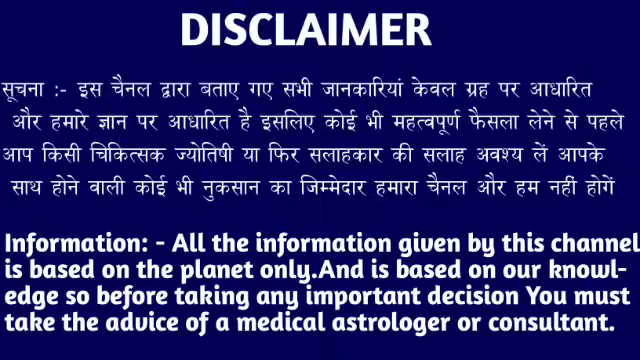 DISCLAIMER
सूचना :- इस चैनल द्वारा बताए गए सभी जानकारियां केवल ग्रह पर आधारित
और हमारे ज्ञान पर आधारित है इसलिए कोई भी महत्वपूर्ण फैसला लेने से पहले
आप किसी चिकित्सक ज्योतिषी या फिर सलाहकार की सलाह अवश्य लें आपके
साथ होने वाली कोई भी नुकसान का जिम्मेदार हमारा चैनल और हम नहीं होगें
Information: - All the information given by this channel
is based on the planet only.And is based on our knowl-
edge so before taking any important decision You must
take the advice of a medical astrologer or consultant.